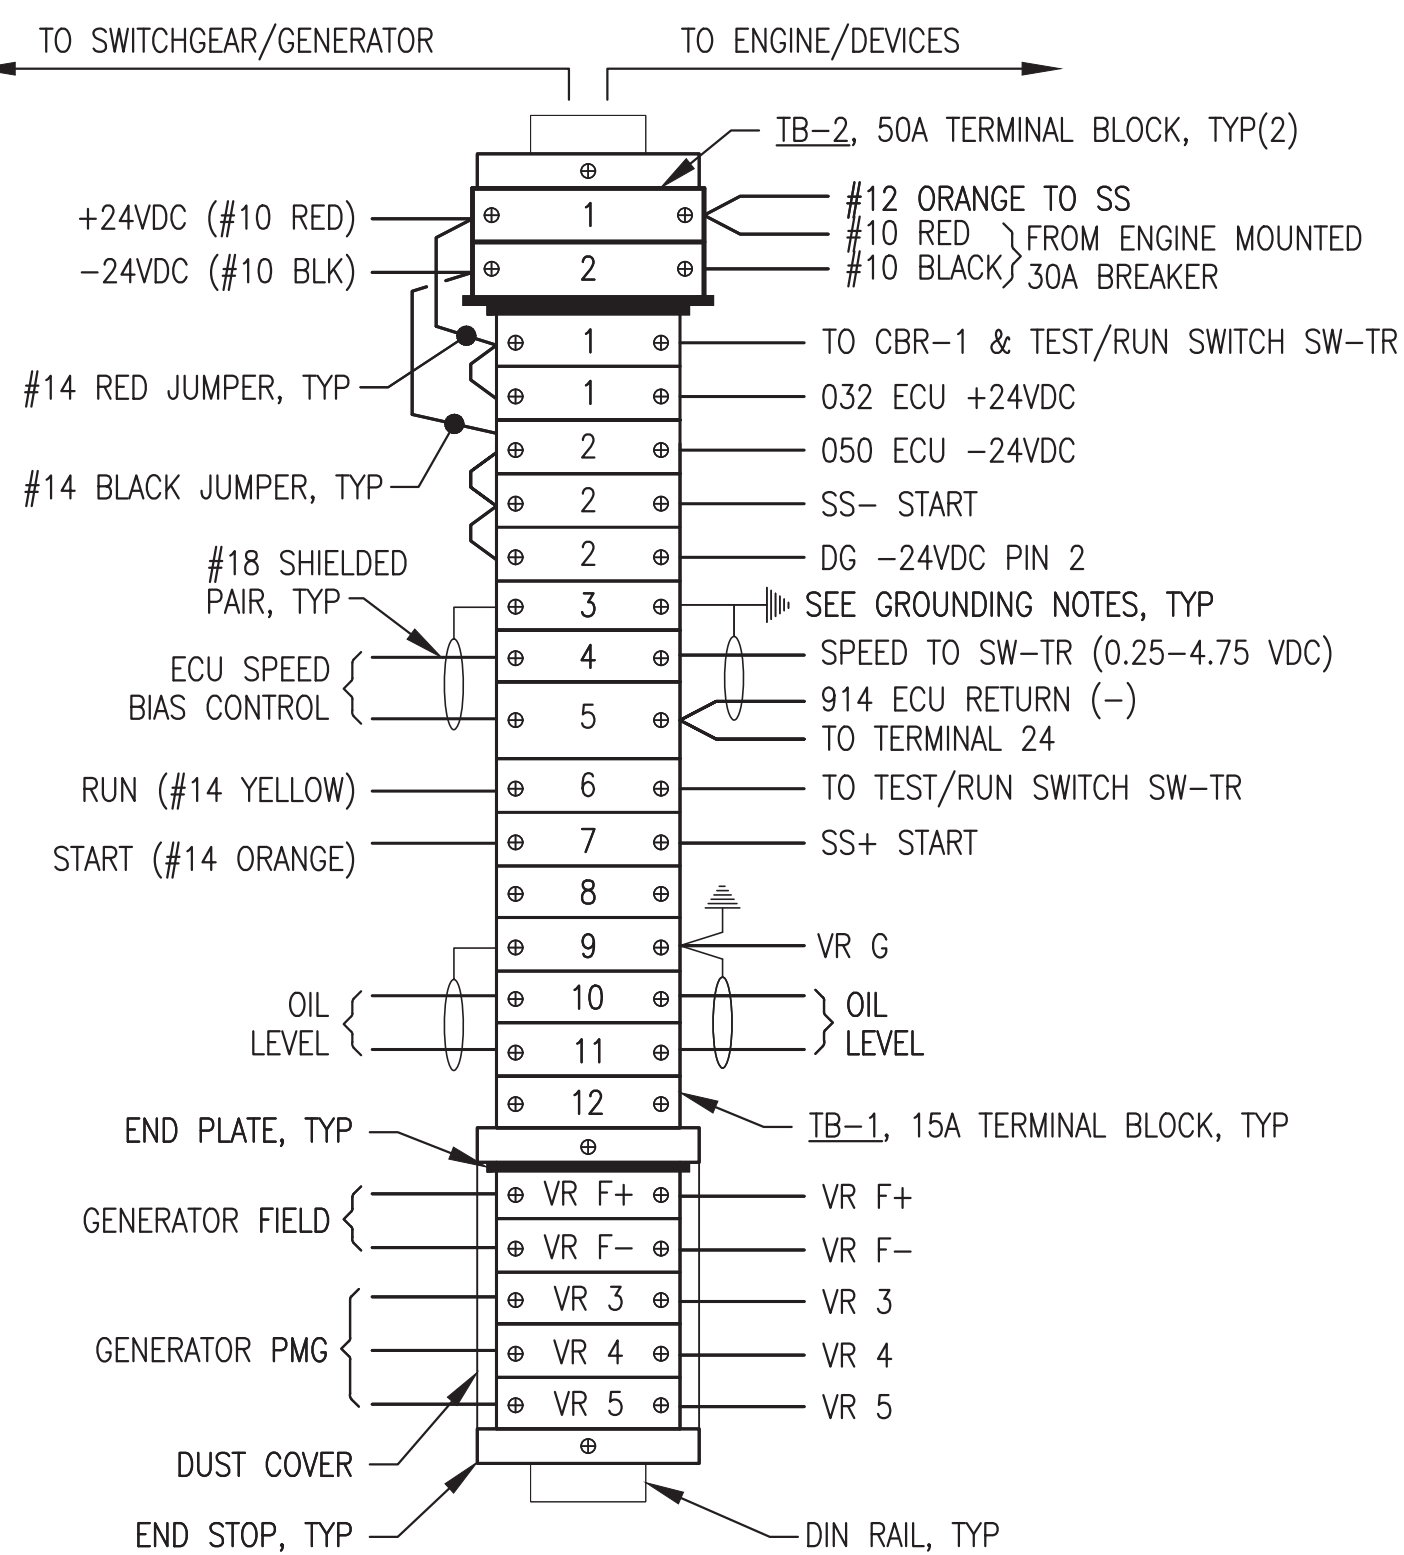 TO SWITCHGEAR/GENERATOR
TO ENGINE/DEVICES
TB-2, 50A TERMINAL BLOCK, TYP(2)
+24VDC (#10 RED)
1
#12 ORANGE TO SS
#10 RED
#10 BLACK
FROM ENGINE MOUNTED
30A BREAKER
-24VDC (#10 BLK)
2
1
TO CBR-1 & TEST/RUN SWITCH SW-TR
#14 RED JUMPER, TYP
1
032 ECU +24VDC
2
050 ECU -24VDC
#14 BLACK JUMPER, TYP
2
SS- START
2
DG -24VDC PIN 2
#18 SHIELDED
PAIR, TYP
3
SEE GROUNDING NOTES, TYP
ECU SPEED
BIAS CONTROL
4
SPEED TO SW-TR (0.25-4.75 VDC)
5
914 ECU RETURN (-)
TO TERMINAL 24
RUN (#14 YELLOW)
6
TO TEST/RUN SWITCH SW-TR
START (#14 ORANGE)
7
SS+ START
8
9
VR G
OIL
LEVEL
10
11
OIL
LEVEL
12
TB-1, 15A TERMINAL BLOCK, TYP
END PLATE, TYP
GENERATOR FIELD
VR F+
VR F+
VR F-
VR F-
GENERATOR PMG
VR 3
VR 3
VR 4
VR 4
VR 5
VR 5
DUST COVER
END STOP, TYP
DIN RAIL, TYP